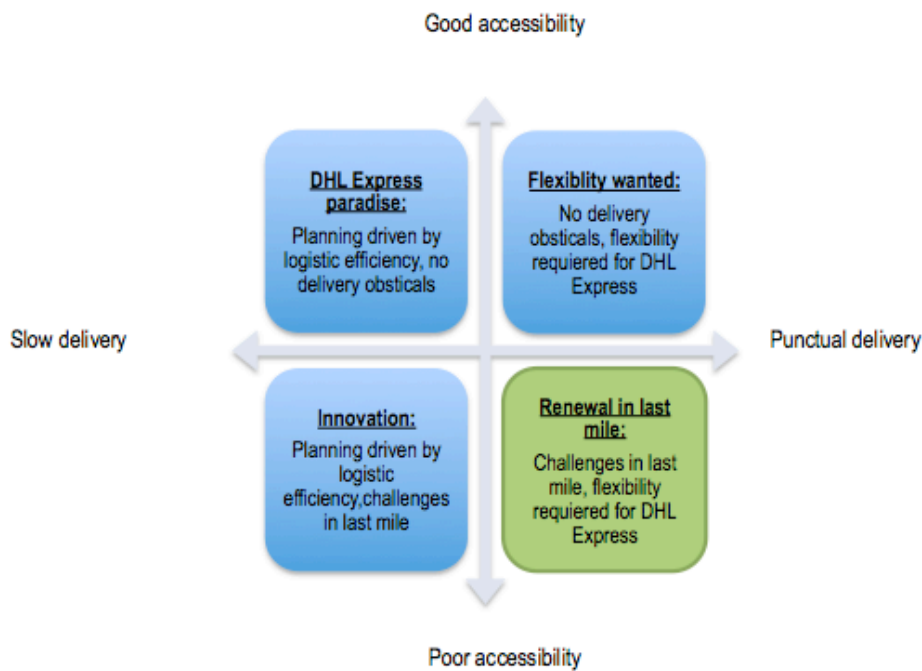 Good accessibility
DHL Express
paradise:
Planning driven by
logistic efficiency, no
delivery obsticals
Flexiblity wanted:
No delivery
obsticals, flexibility
requiered for DHL
Express
Slow delivery
Punctual delivery
Innovation:
Planning driven by
logistic
efficiency,challenges
in last mile
Renewal in last
mile:
Challenges in last
mile, flexibility
requiered for DHL
Express
Poor accessibility